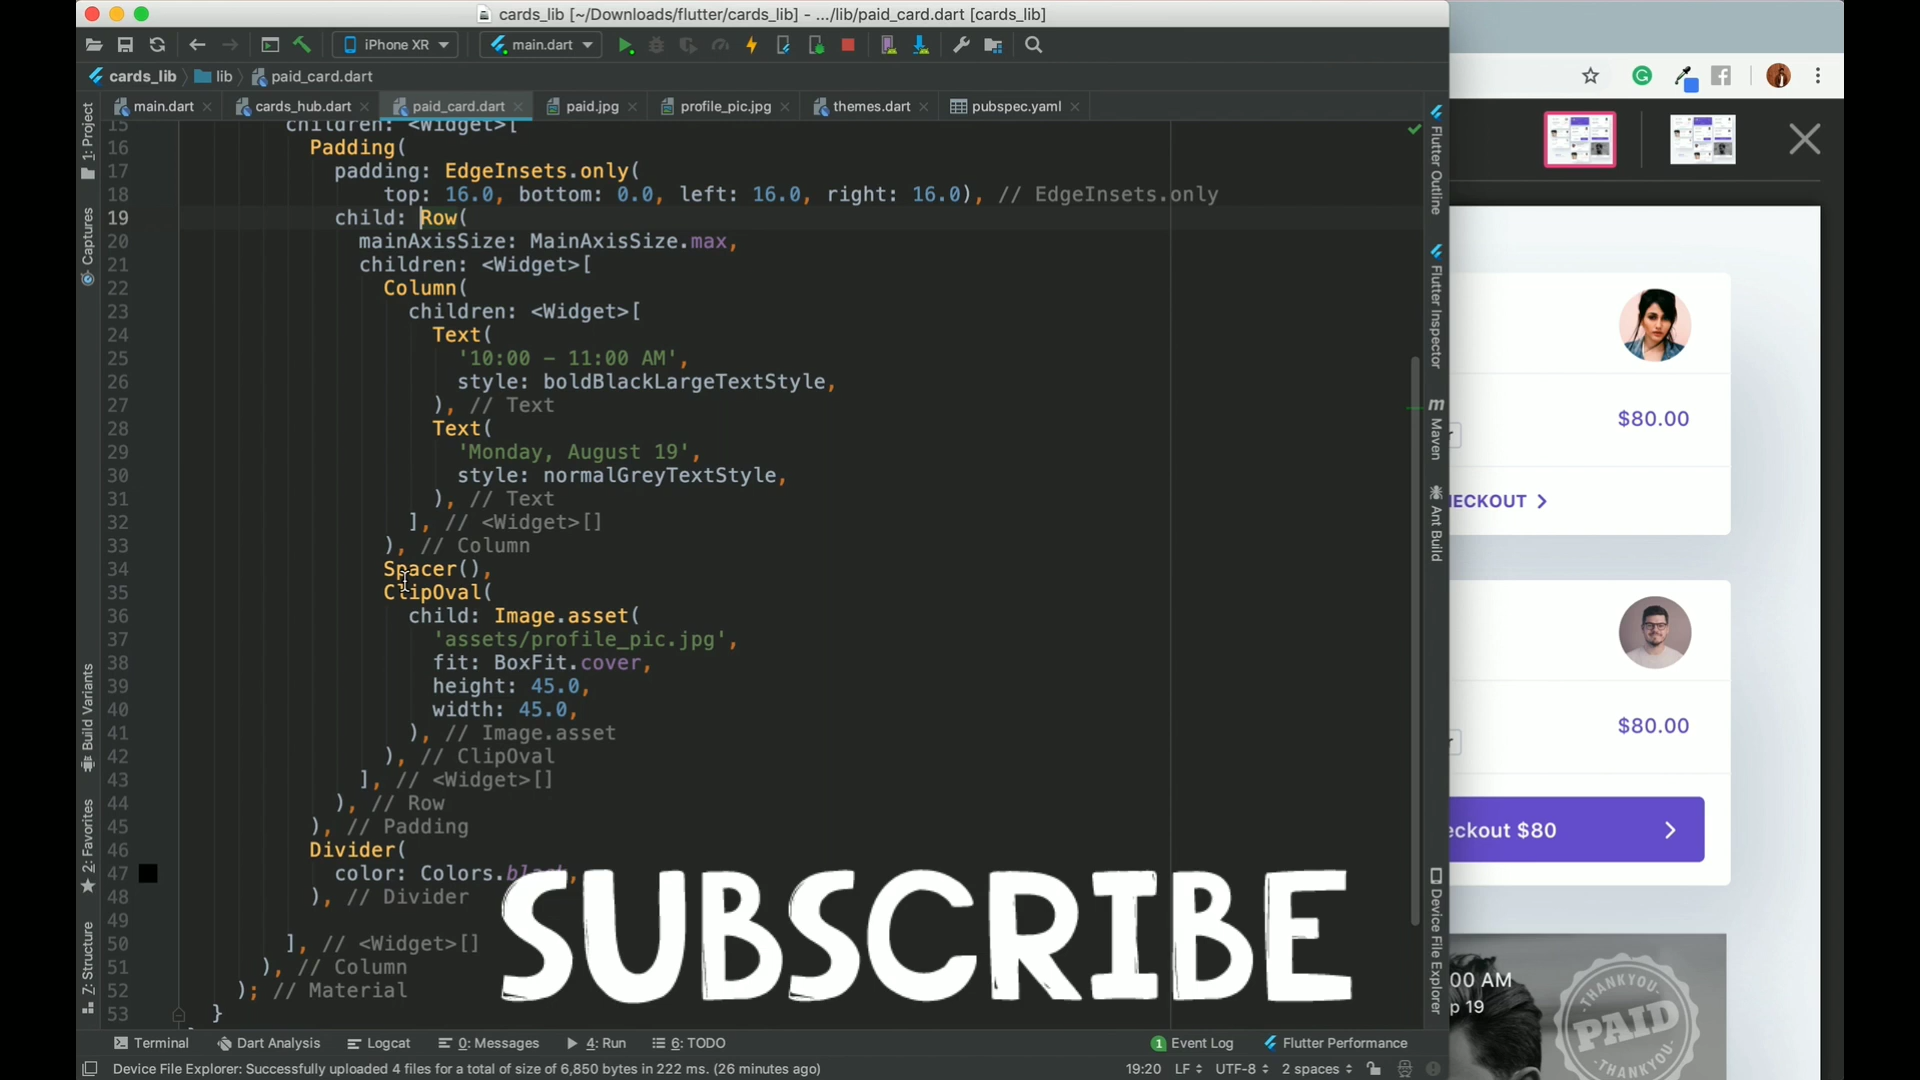 cards_lib [~/Downloads/flutter/cards_lib] - .../lib/paid_card.dart [cards_lib]
iPhone XR
main.dart
cards_lib
lib
paid_card.dart
main.dart
cards_hub.dart
paid_card.dart
paid.jpg
profile_pic.jpg
themes.dart
pubspec.yaml
1: Project
Captures
Build Variants
2: Favorites
7: Structure
15 children: <Widget>[
16 Padding(
17 padding: EdgeInsets.only(
18 top: 16.0, bottom: 0.0, left: 16.0, right: 16.0), // EdgeInsets.only
19 child: Row(
20 mainAxisSize: MainAxisSize.max,
21 children: <Widget>[
22 Column(
23 children: <Widget>[
24 Text(
25 '10:00 – 11:00 AM',
26 style: boldBlackLargeTextStyle,
27 ), // Text
28 Text(
29 'Monday, August 19',
30 style: normalGreyTextStyle,
31 ), // Text
32 ], // <Widget>[]
33 ), // Column
34 Spacer(),
35 ClipOval(
36 child: Image.asset(
37 'assets/profile_pic.jpg',
38 fit: BoxFit.cover,
39 height: 45.0,
40 width: 45.0,
41 ), // Image.asset
42 ), // ClipOval
43 ], // <Widget>[]
44 ), // Row
45 ), // Padding
46 Divider(
47 color: Colors.black,
48 ), // Divider
49
50 ], // <Widget>[]
51 ), // Column
52 ); // Material
53 }
SUBSCRIBE
Flutter Outline
Flutter Inspector
m Maven
Ant Build
Device File Explorer
$80.00
HECKOUT
$80.00
eckout $80
00 AM
p 19
THANK YOU
PAID
THANK YOU
Terminal
Dart Analysis
Logcat
0: Messages
4: Run
6: TODO
1 Event Log
Flutter Performance
Device File Explorer: Successfully uploaded 4 files for a total of size of 6,850 bytes in 222 ms. (26 minutes ago)
19:20
LF
UTF-8
2 spaces